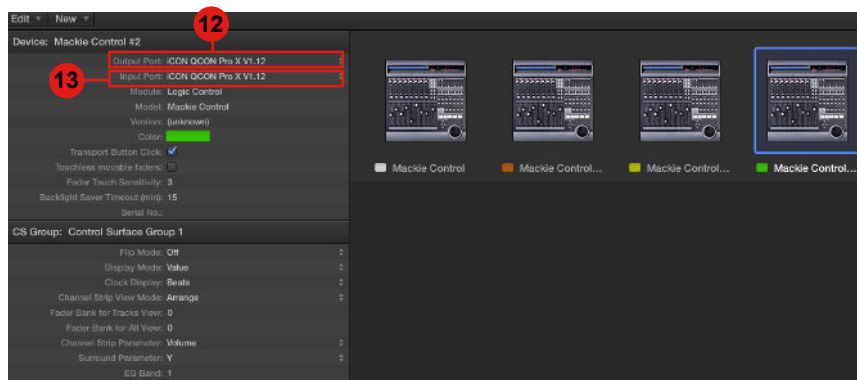 Edit New
12
Device: Mackie Control #2
Output Port: iCON QCON Pro X V1.12
13
Input Port: iCON QCON Pro X V1.12
Module: Logic Control
Model: Mackie Control
Version: (unknown)
Color:
Transport Button Click:
Touchless movable faders:
Fader Touch Sensitivity: 3
Backlight Saver Timeout (min): 15
Serial No.:
CS Group: Control Surface Group 1
Flip Mode: Off
Display Mode: Value
Clock Display: Beats
Channel Strip View Mode: Arrange
Fader Bank for Tracks View: 0
Fader Bank for All View: 0
Channel Strip Parameter: Volume
Surround Parameter: Y
EQ Band: 1
Mackie Control
Mackie Control...
Mackie Control...
Mackie Control...